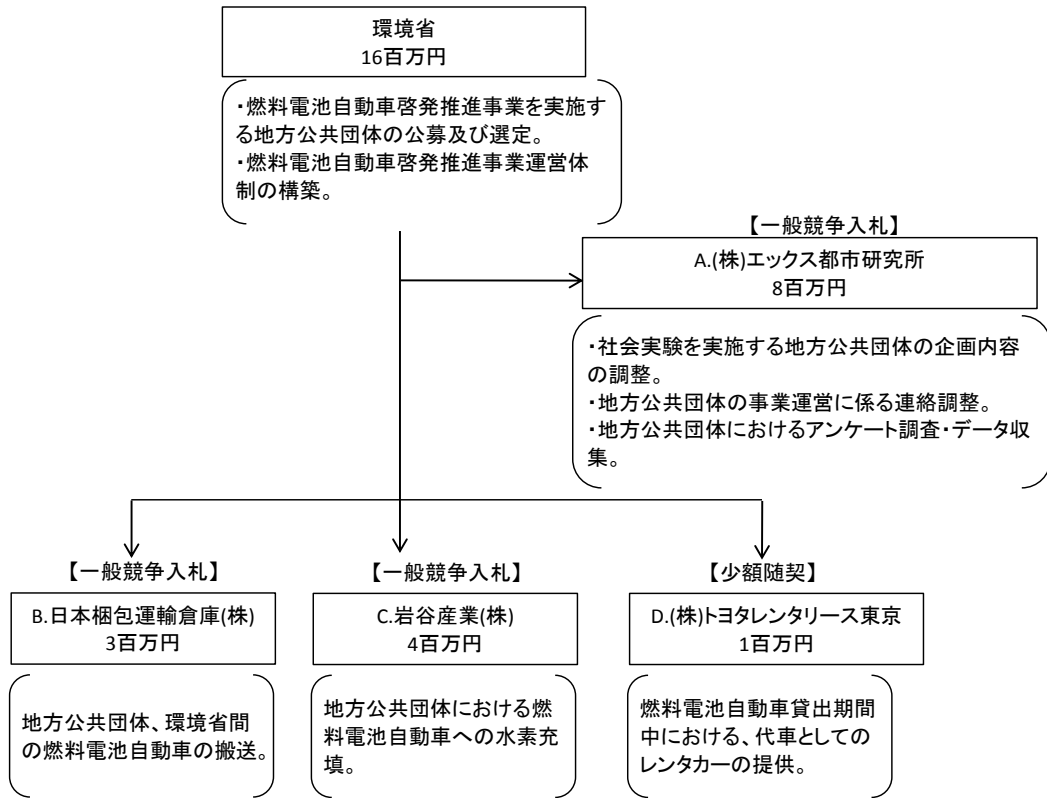 環境省
16百万円
・燃料電池自動車啓発推進事業を実施す
る地方公共団体の公募及び選定。
・燃料電池自動車啓発推進事業運営体
制の構築。
【一般競争入札】
A.(株)エックス都市研究所
8百万円
・社会実験を実施する地方公共団体の企画内容
の調整。
・地方公共団体の事業運営に係る連絡調整。
・地方公共団体におけるアンケート調査・データ収
集。
【一般競争入札】
B.日本梱包運輸倉庫(株)
3百万円
地方公共団体、環境省間
の燃料電池自動車の搬送。
【一般競争入札】
C.岩谷産業(株)
4百万円
地方公共団体における燃
料電池自動車への水素充
填。
【少額随契】
D.(株)トヨタレンタリース東京
1百万円
燃料電池自動車貸出期間
中における、代車としての
レンタカーの提供。